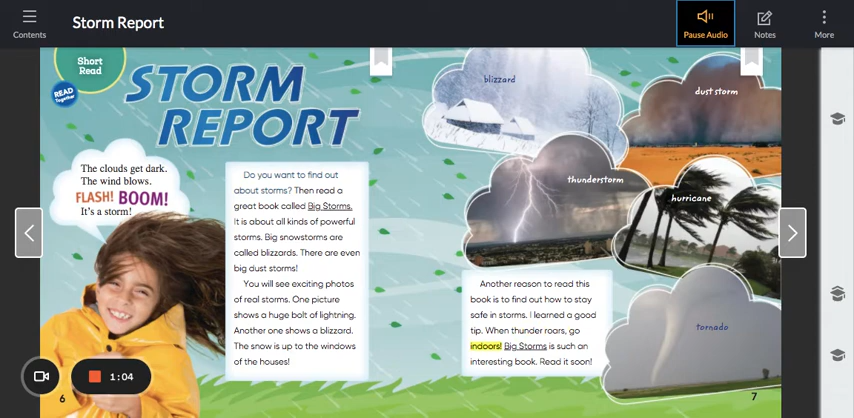 Contents
Storm Report
Pause Audio
Notes
More
Short
Read
READ
Together
STORM
REPORT
The clouds get dark.
The wind blows.
FLASH! BOOM!
It's a storm!
Do you want to find out
about storms? Then read a
great book called Big Storms.
It is about all kinds of powerful
storms. Big snowstorms are
called blizzards. There are even
big dust storms!
You will see exciting photos
of real storms. One picture
shows a huge bolt of lightning.
Another one shows a blizzard.
The snow is up to the windows
of the houses!
6
1:04
blizzard
dust storm
thunderstorm
hurricane
tornado
Another reason to read this
book is to find out how to stay
safe in storms. I learned a good
tip. When thunder roars, go
indoors! Big Storms is such an
interesting book. Read it soon!
7